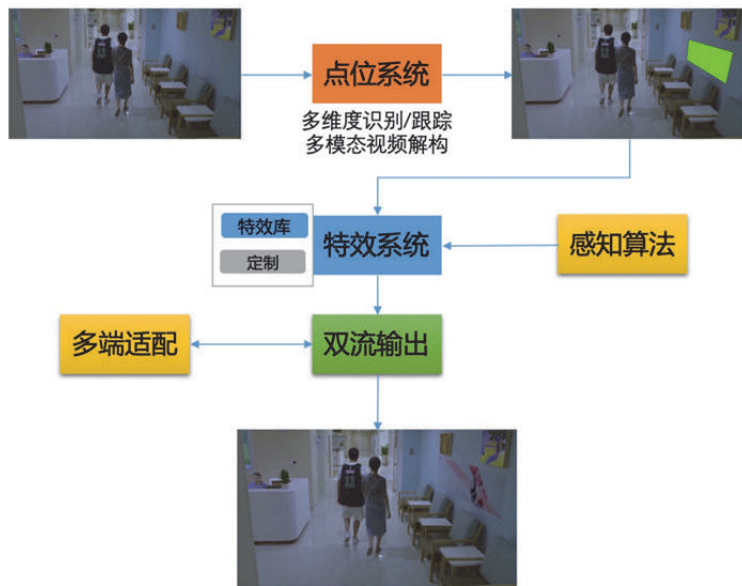 点位系统
多维度识别/跟踪
多模态视频解构
特效库
定制
特效系统
感知算法
多端适配
双流输出